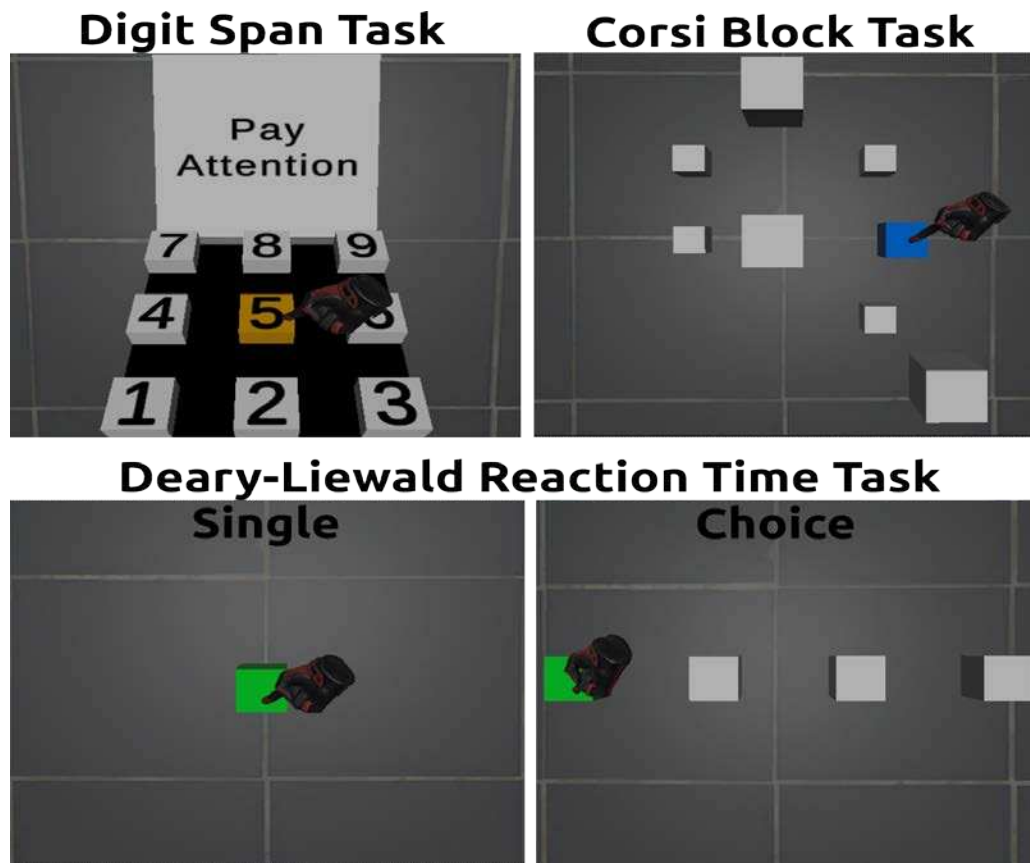 Digit Span Task
Corsi Block Task
Pay
Attention
7 8 9
4 5 6
1 2 3
Deary-Liewald Reaction Time Task
Single
Choice